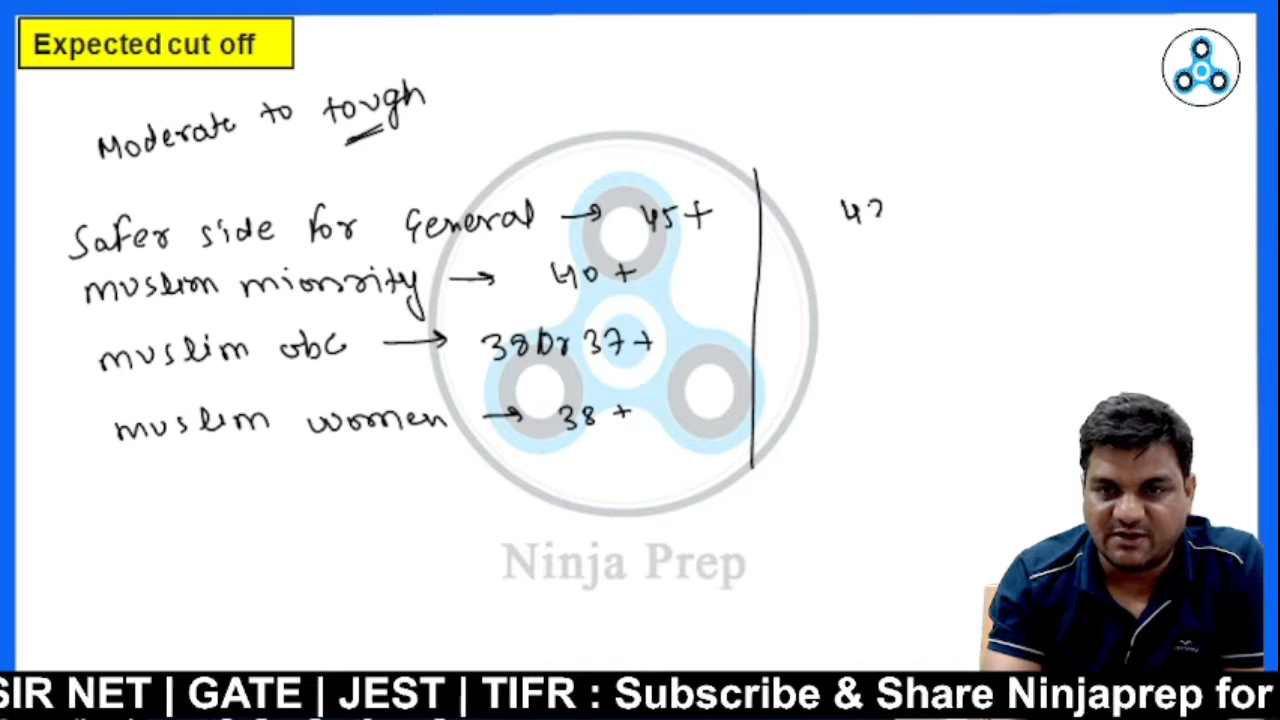 Expected cut off
Moderate to tough
Safer side for General → 45+
muslim mionority → 40+
muslim obc → 38 Or 37+
muslim women → 38+
Ninja Prep
SIR NET | GATE | JEST | TIFR : Subscribe & Share Ninjaprep for